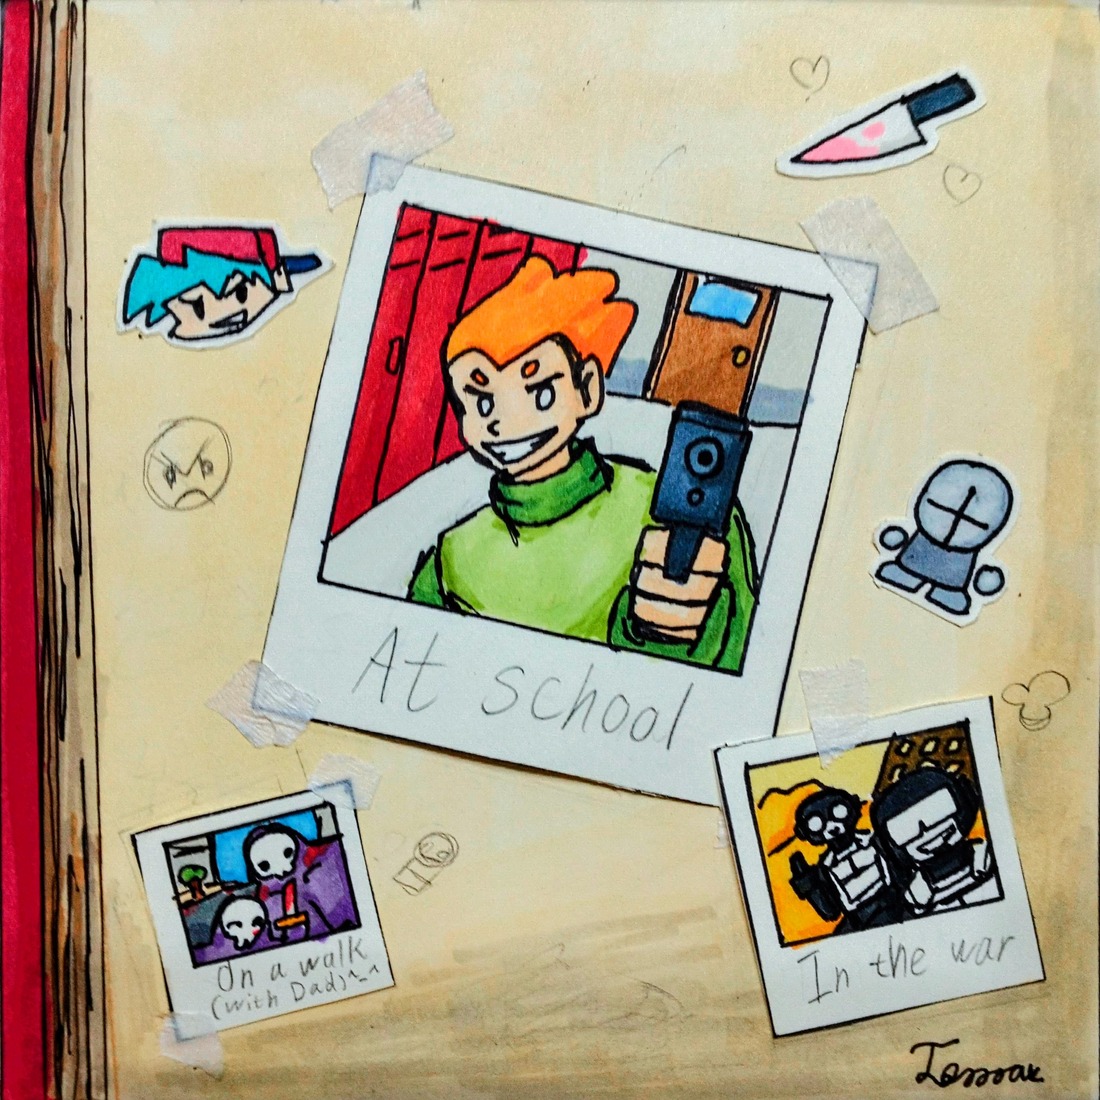 At school
On a walk
(with Dad)^-^
In the war